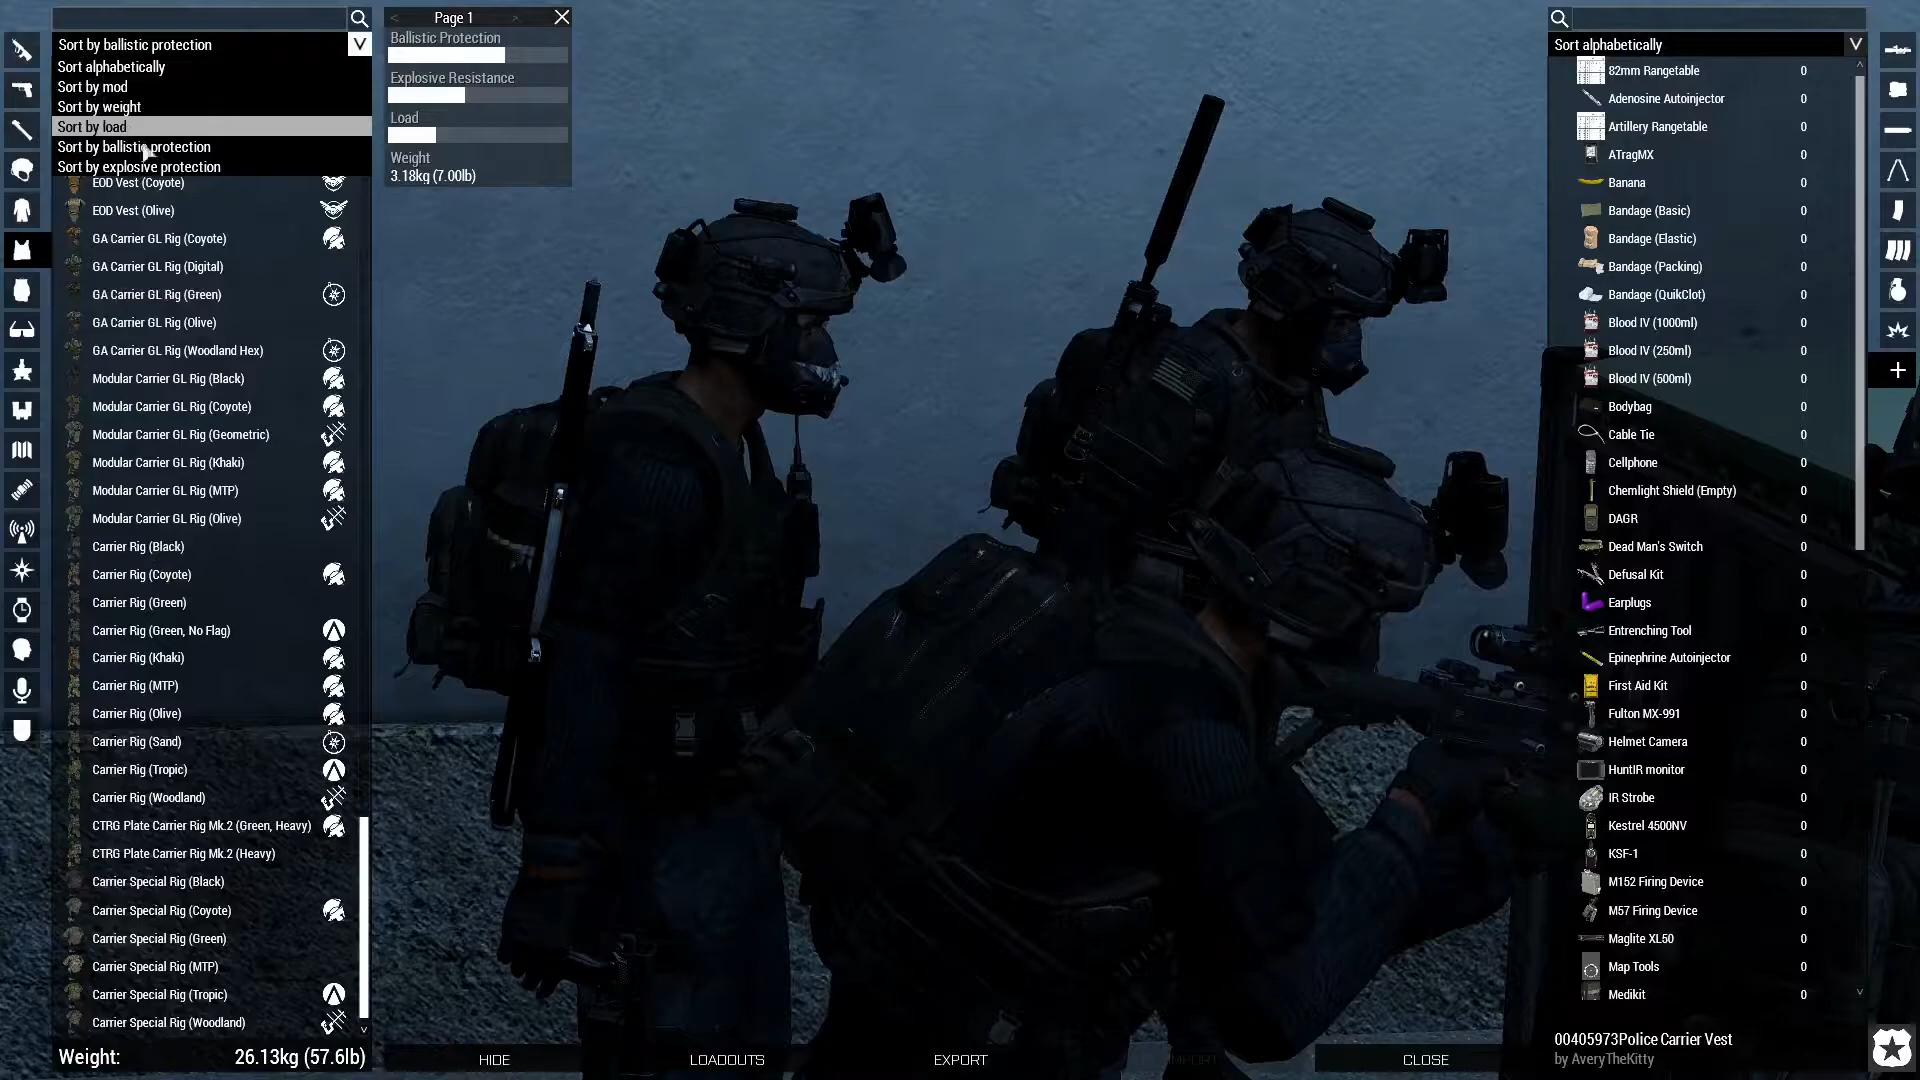 Sort by ballistic protection
V
Sort alphabetically
Sort by mod
Sort by weight
Sort by load
Sort by ballistic protection
Sort by explosive protection
EOD Vest (Coyote)
EOD Vest (Olive)
GA Carrier GL Rig (Coyote)
GA Carrier GL Rig (Digital)
GA Carrier GL Rig (Green)
GA Carrier GL Rig (Olive)
GA Carrier GL Rig (Woodland Hex)
Modular Carrier GL Rig (Black)
Modular Carrier GL Rig (Coyote)
Modular Carrier GL Rig (Geometric)
Modular Carrier GL Rig (Khaki)
Modular Carrier GL Rig (MTP)
Modular Carrier GL Rig (Olive)
Carrier Rig (Black)
Carrier Rig (Coyote)
Carrier Rig (Green)
Carrier Rig (Green, No Flag)
Carrier Rig (Khaki)
Carrier Rig (MTP)
Carrier Rig (Olive)
Carrier Rig (Sand)
Carrier Rig (Tropic)
Carrier Rig (Woodland)
CTRG Plate Carrier Rig Mk.2 (Green, Heavy)
CTRG Plate Carrier Rig Mk.2 (Heavy)
Carrier Special Rig (Black)
Carrier Special Rig (Coyote)
Carrier Special Rig (Green)
Carrier Special Rig (MTP)
Carrier Special Rig (Tropic)
Carrier Special Rig (Woodland)
Weight: 26.13kg (57.6lb)
< Page 1 > X
Ballistic Protection
Explosive Resistance
Load
Weight
3.18kg (7.00lb)
HIDE
LOADOUTS
EXPORT
IMPORT
CLOSE
Sort alphabetically V
82mm Rangetable 0
Adenosine Autoinjector 0
Artillery Rangetable 0
ATragMX 0
Banana 0
Bandage (Basic) 0
Bandage (Elastic) 0
Bandage (Packing) 0
Bandage (QuikClot) 0
Blood IV (1000ml) 0
Blood IV (250ml) 0
Blood IV (500ml) 0
Bodybag 0
Cable Tie 0
Cellphone 0
Chemlight Shield (Empty) 0
DAGR 0
Dead Man's Switch 0
Defusal Kit 0
Earplugs 0
Entrenching Tool 0
Epinephrine Autoinjector 0
First Aid Kit 0
Fulton MX-991 0
Helmet Camera 0
HuntIR monitor 0
IR Strobe 0
Kestrel 4500NV 0
KSF-1 0
M152 Firing Device 0
M57 Firing Device 0
Maglite XL50 0
Map Tools 0
Medikit 0
00405973Police Carrier Vest
by AveryTheKitty